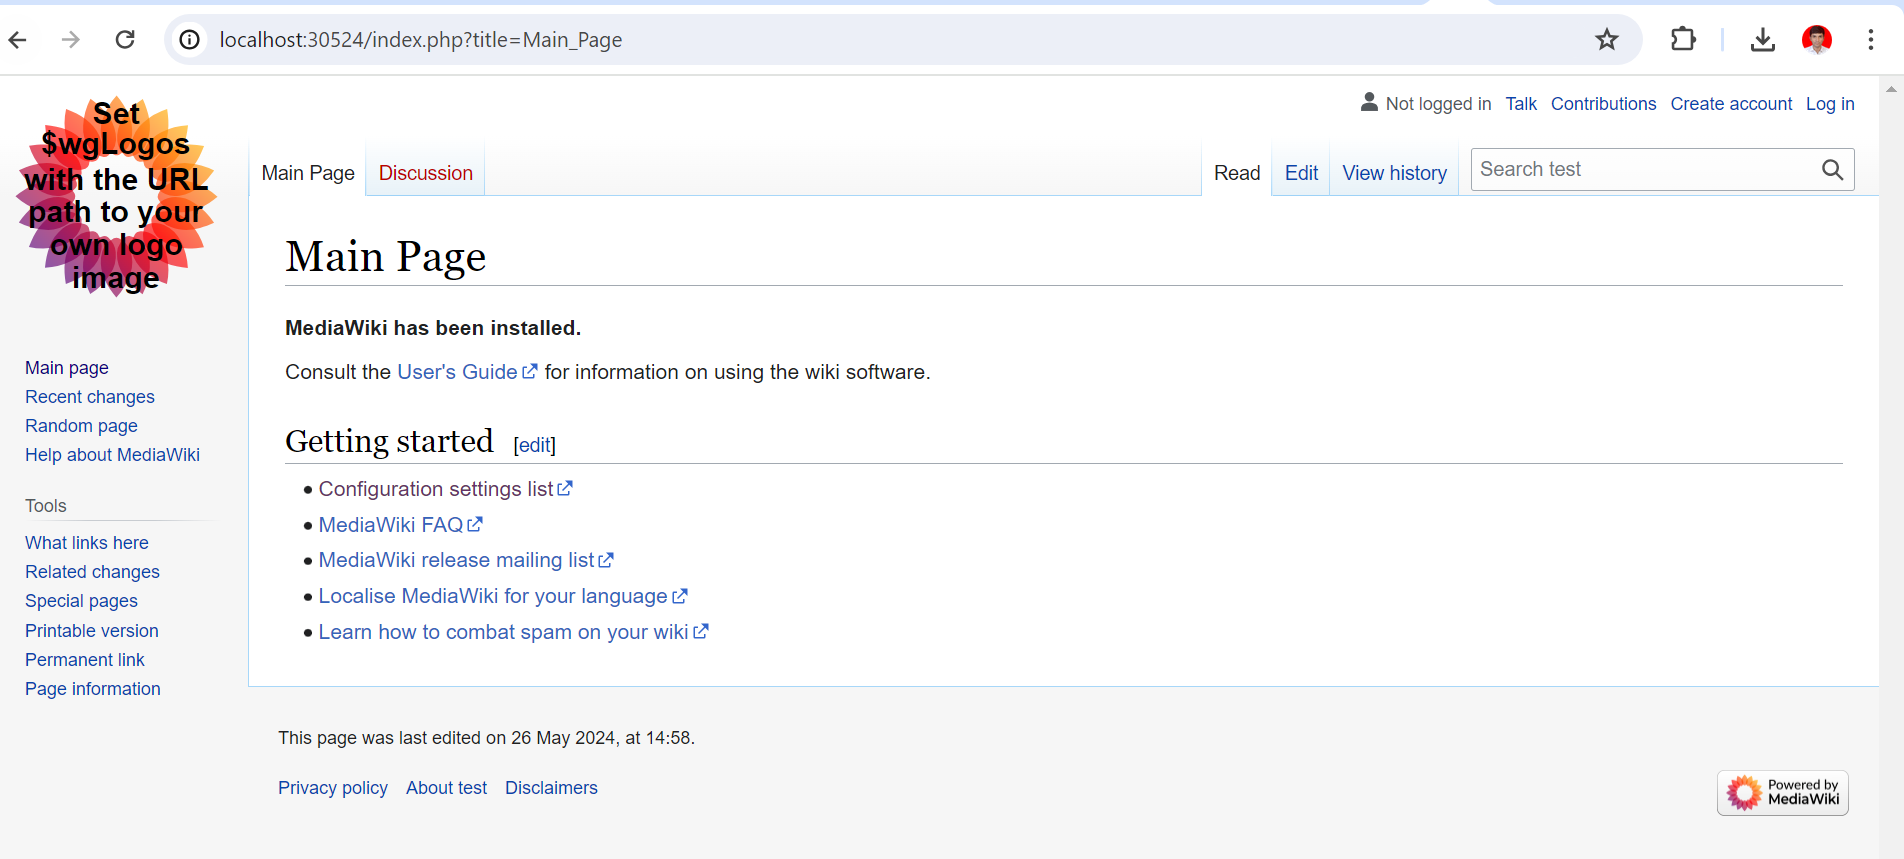 localhost:30524/index.php?title=Main_Page
Set
$wgLogos
with the URL
path to your
own logo
image
Not logged in Talk Contributions Create account Log in
Main Page Discussion Read Edit View history Search test
Main Page
MediaWiki has been installed.
Consult the User's Guide for information on using the wiki software.
Getting started [edit]
• Configuration settings list
• MediaWiki FAQ
• MediaWiki release mailing list
• Localise MediaWiki for your language
• Learn how to combat spam on your wiki
Main page
Recent changes
Random page
Help about MediaWiki
Tools
What links here
Related changes
Special pages
Printable version
Permanent link
Page information
This page was last edited on 26 May 2024, at 14:58.
Privacy policy About test Disclaimers
Powered by
MediaWiki